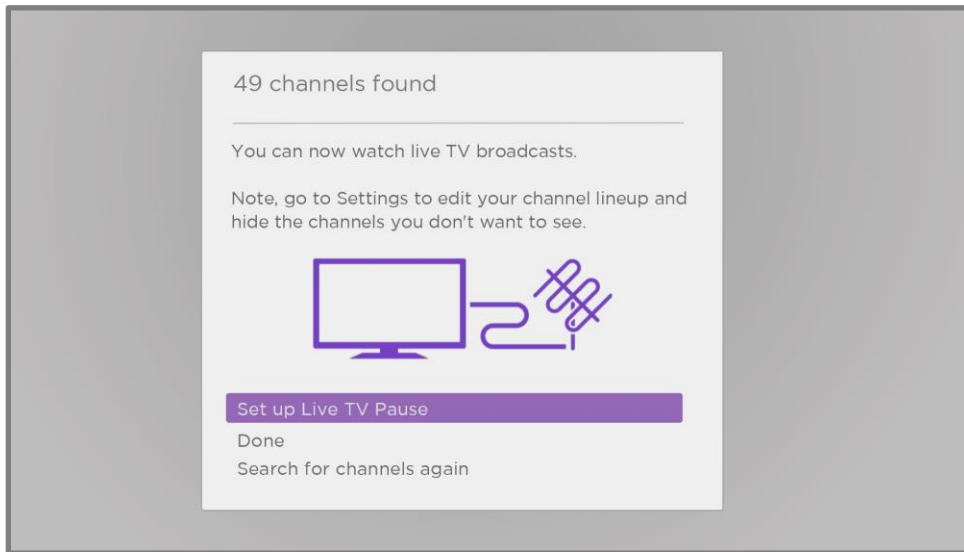 49 channels found
You can now watch live TV broadcasts.
Note, go to Settings to edit your channel lineup and
hide the channels you don't want to see.
Set up Live TV Pause
Done
Search for channels again